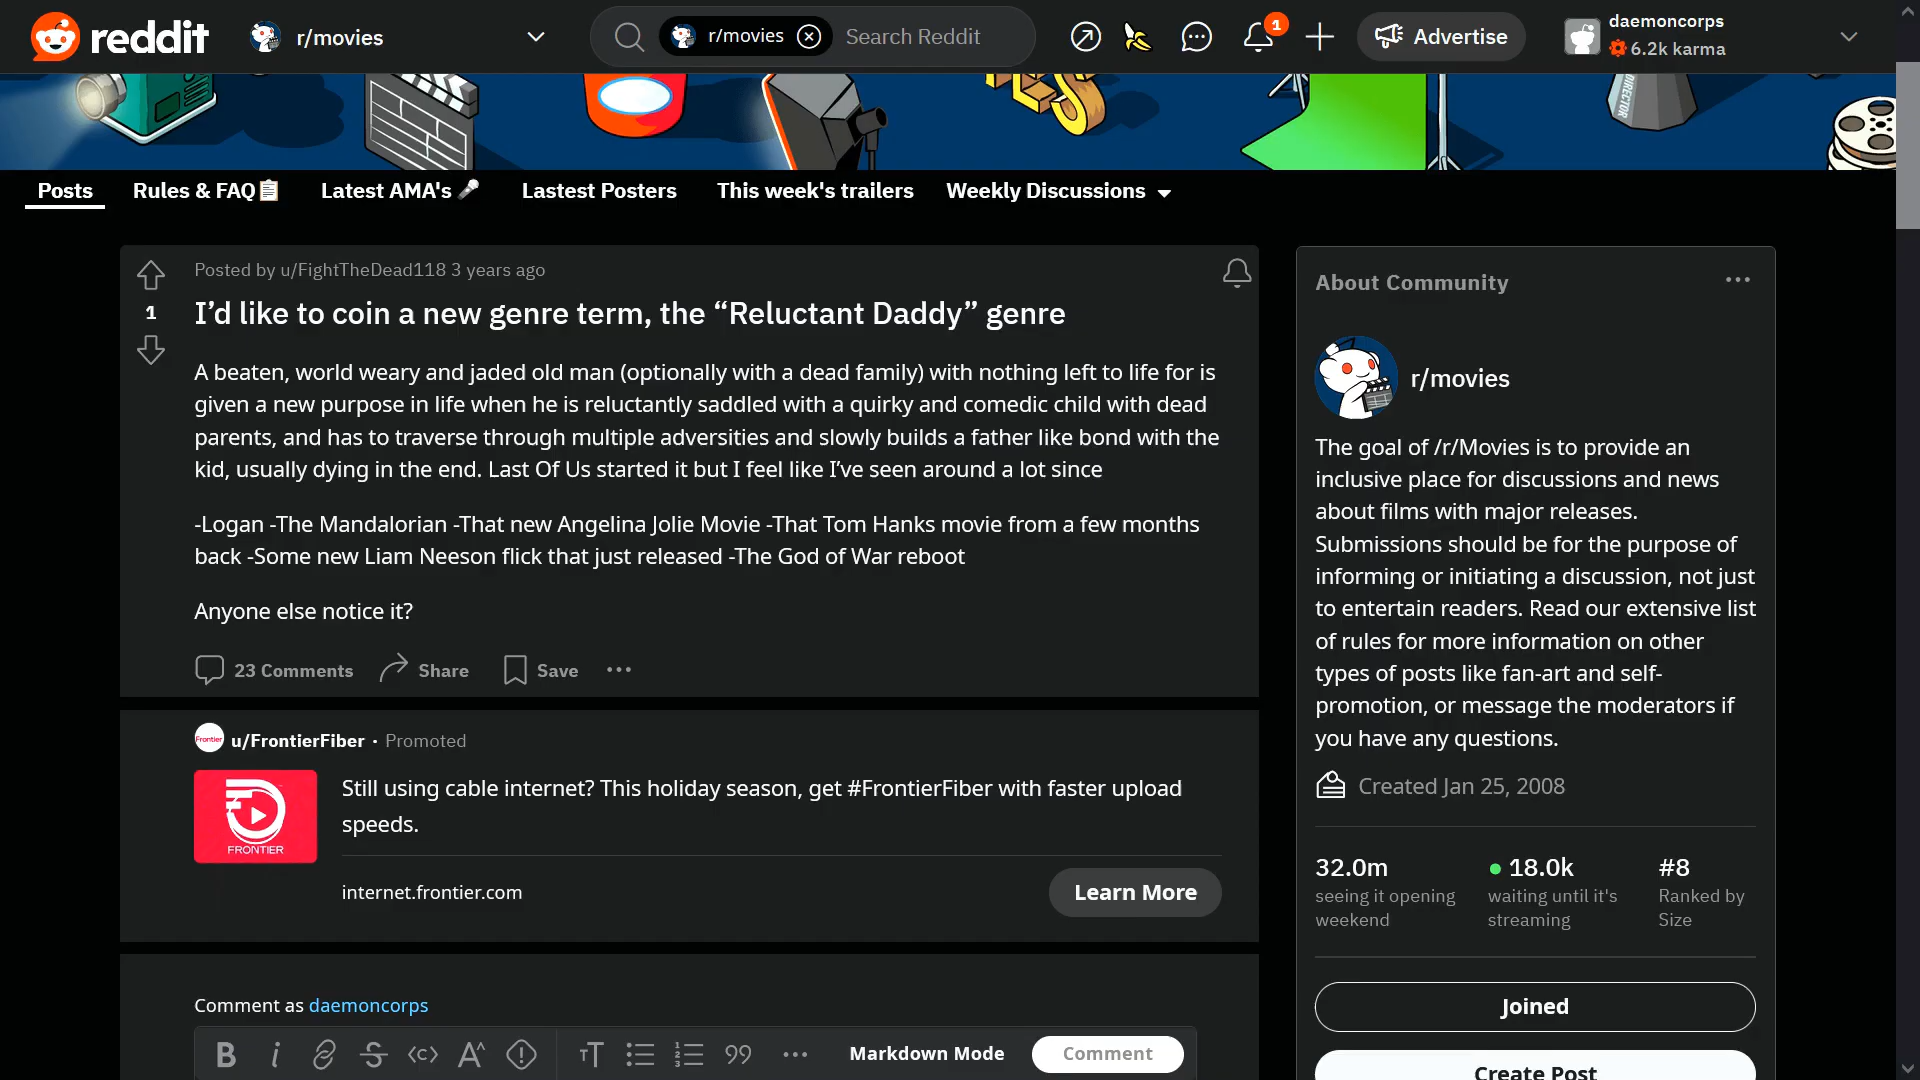 reddit r/movies r/movies Search Reddit 1 Advertise daemoncorps
6.2k karma
DIRECTOR
Posts Rules & FAQ Latest AMA's Lastest Posters This week's trailers Weekly Discussions
Posted by u/FightTheDead118 3 years ago
1
I’d like to coin a new genre term, the “Reluctant Daddy” genre
A beaten, world weary and jaded old man (optionally with a dead family) with nothing left to life for is
given a new purpose in life when he is reluctantly saddled with a quirky and comedic child with dead
parents, and has to traverse through multiple adversities and slowly builds a father like bond with the
kid, usually dying in the end. Last Of Us started it but I feel like I’ve seen around a lot since
-Logan -The Mandalorian -That new Angelina Jolie Movie -That Tom Hanks movie from a few months
back -Some new Liam Neeson flick that just released -The God of War reboot
Anyone else notice it?
23 Comments Share Save
Frontier u/FrontierFiber · Promoted
FRONTIER
Still using cable internet? This holiday season, get #FrontierFiber with faster upload
speeds.
internet.frontier.com Learn More
Comment as daemoncorps
Markdown Mode Comment
About Community
r/movies
The goal of /r/Movies is to provide an
inclusive place for discussions and news
about films with major releases.
Submissions should be for the purpose of
informing or initiating a discussion, not just
to entertain readers. Read our extensive list
of rules for more information on other
types of posts like fan-art and self-
promotion, or message the moderators if
you have any questions.
Created Jan 25, 2008
32.0m 18.0k #8
seeing it opening waiting until it's Ranked by
weekend streaming Size
Joined
Create Post